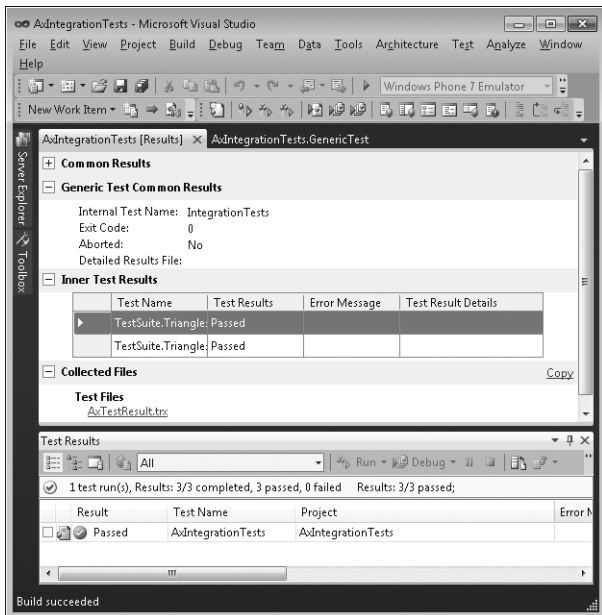 AxIntegrationTests - Microsoft Visual Studio
File Edit View Project Build Debug Team Data Tools Architecture Test Analyze Window
Help
Windows Phone 7 Emulator
New Work Item
AxIntegrationTests [Results] AxIntegrationTests.GenericTest
Server Explorer
Toolbox
Common Results
Generic Test Common Results
Internal Test Name: IntegrationTests
Exit Code: 0
Aborted: No
Detailed Results File:
Inner Test Results
Test Name Test Results Error Message Test Result Details
TestSuite.Triangle: Passed
TestSuite.Triangle: Passed
Collected Files Copy
Test Files
AxTestResult.trx
Test Results
All Run Debug
1 test run(s), Results: 3/3 completed, 3 passed, 0 failed Results: 3/3 passed;
Result Test Name Project Error
Passed AxIntegrationTests AxIntegrationTests
Build succeeded